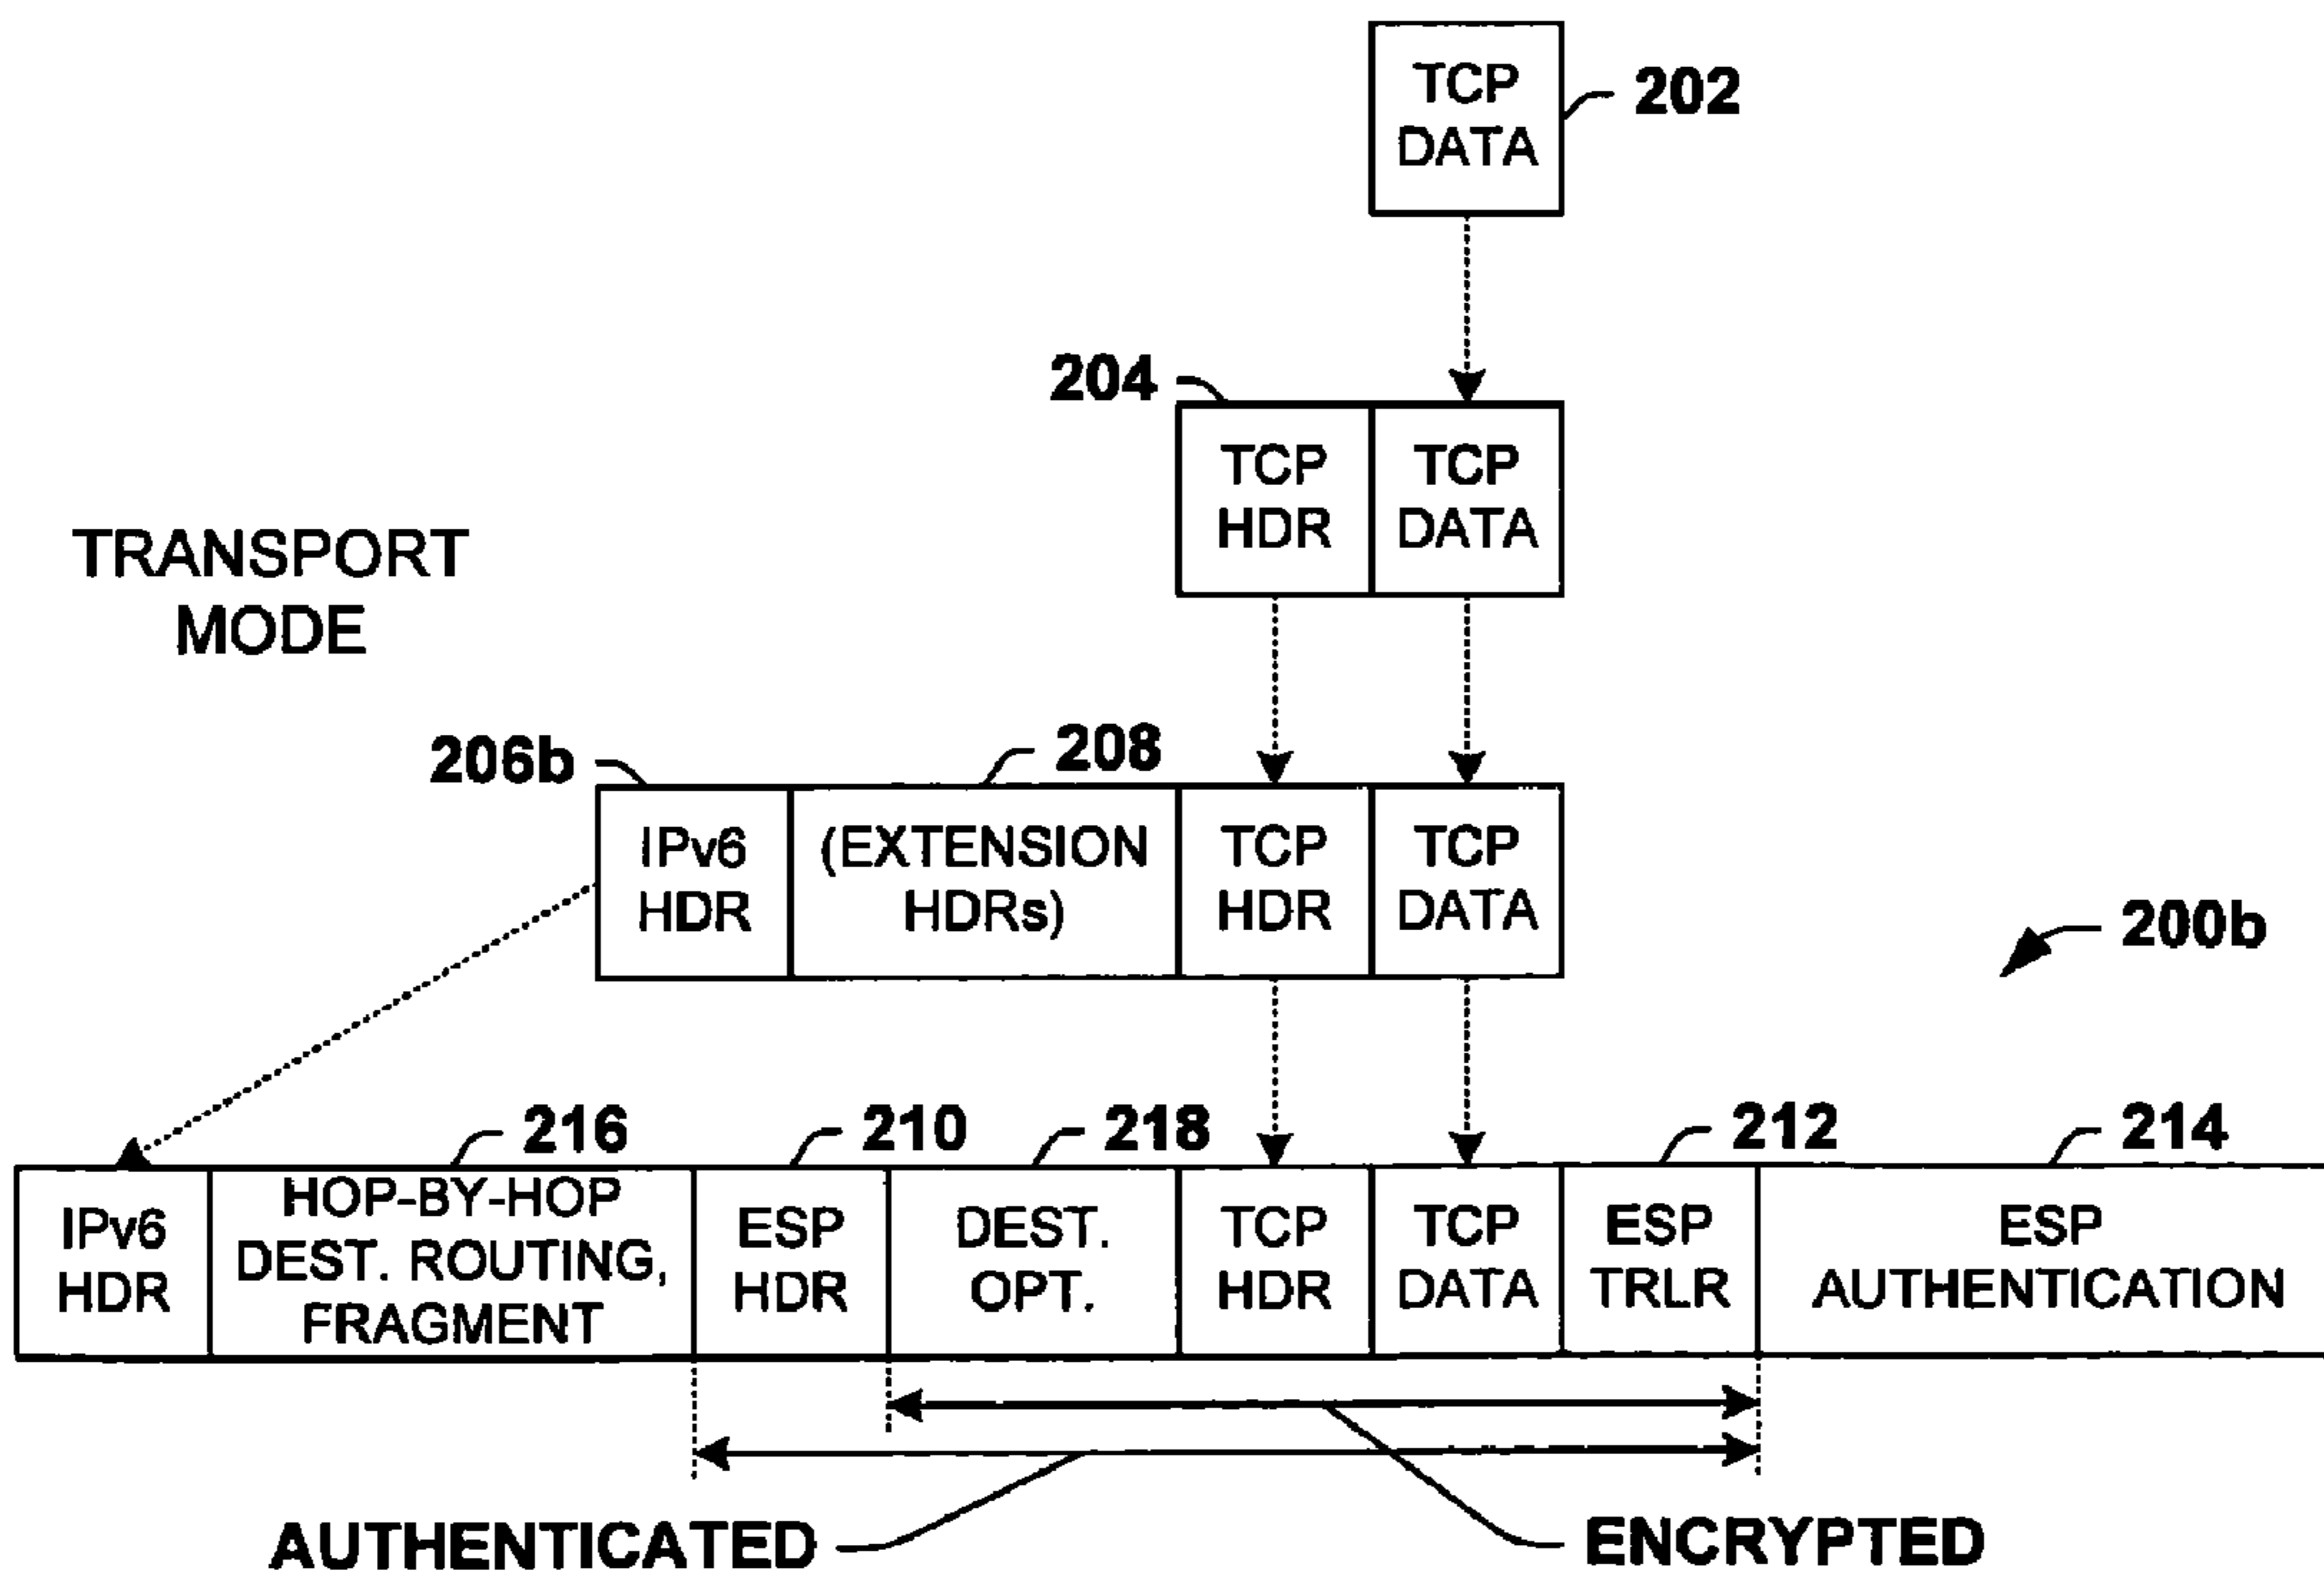 TCP
DATA
202
204
TCP
HDR
TCP
DATA
TRANSPORT
MODE
206b
208
IPv6
HDR
(EXTENSION
HDRs)
TCP
HDR
TCP
DATA
200b
216
210
218
212
214
IPv6
HDR
HOP-BY-HOP
DEST. ROUTING,
FRAGMENT
ESP
HDR
DEST.
OPT.
TCP
HDR
TCP
DATA
ESP
TRLR
ESP
AUTHENTICATION
AUTHENTICATED
ENCRYPTED